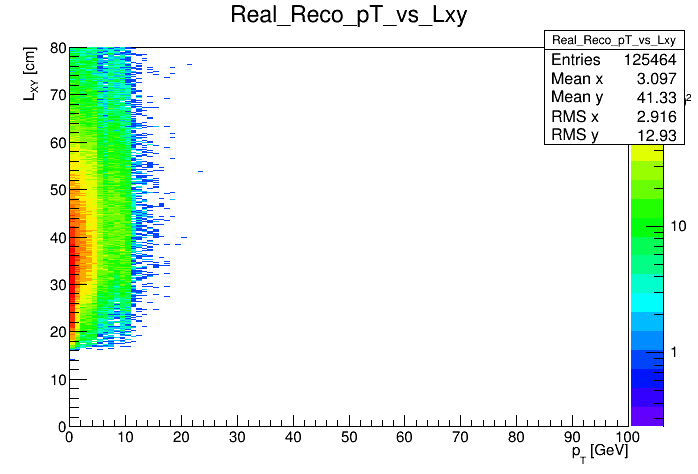 Real_Reco_pT_vs_Lxy
Real_Reco_pT_vs_Lxy
Entries 125464
Mean x 3.097
Mean y 41.33
RMS x 2.916
RMS y 12.93
L_XY [cm]
80
70
60
50
40
30
20
10
0
0 10 20 30 40 50 60 70 80 90 100
p_T [GeV]
2
10
1